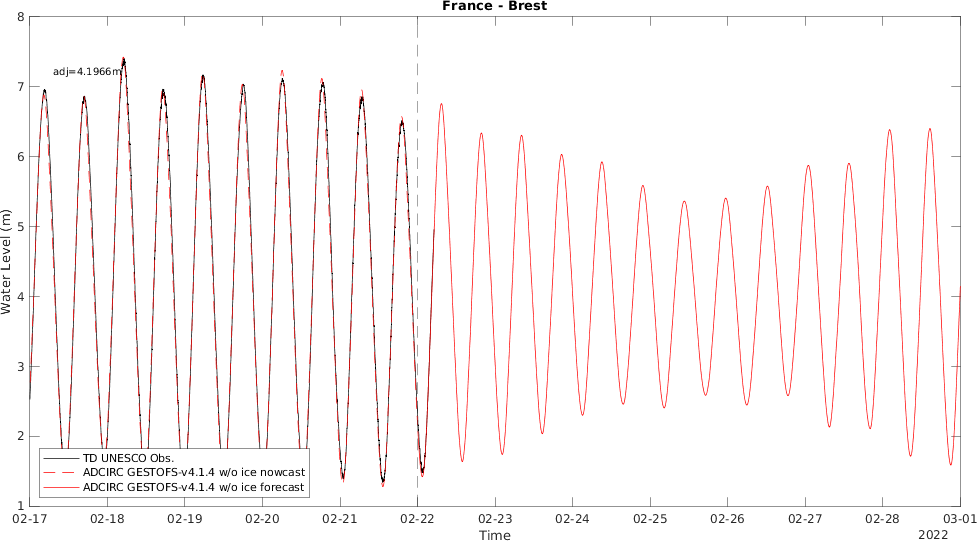 France - Brest
8
7
6
5
4
3
2
1
Water Level (m)
adj=4.1966m
TD UNESCO Obs.
ADCIRC GESTOFS-v4.1.4 w/o ice nowcast
ADCIRC GESTOFS-v4.1.4 w/o ice forecast
02-17 02-18 02-19 02-20 02-21 02-22 02-23 02-24 02-25 02-26 02-27 02-28 03-01
Time
2022